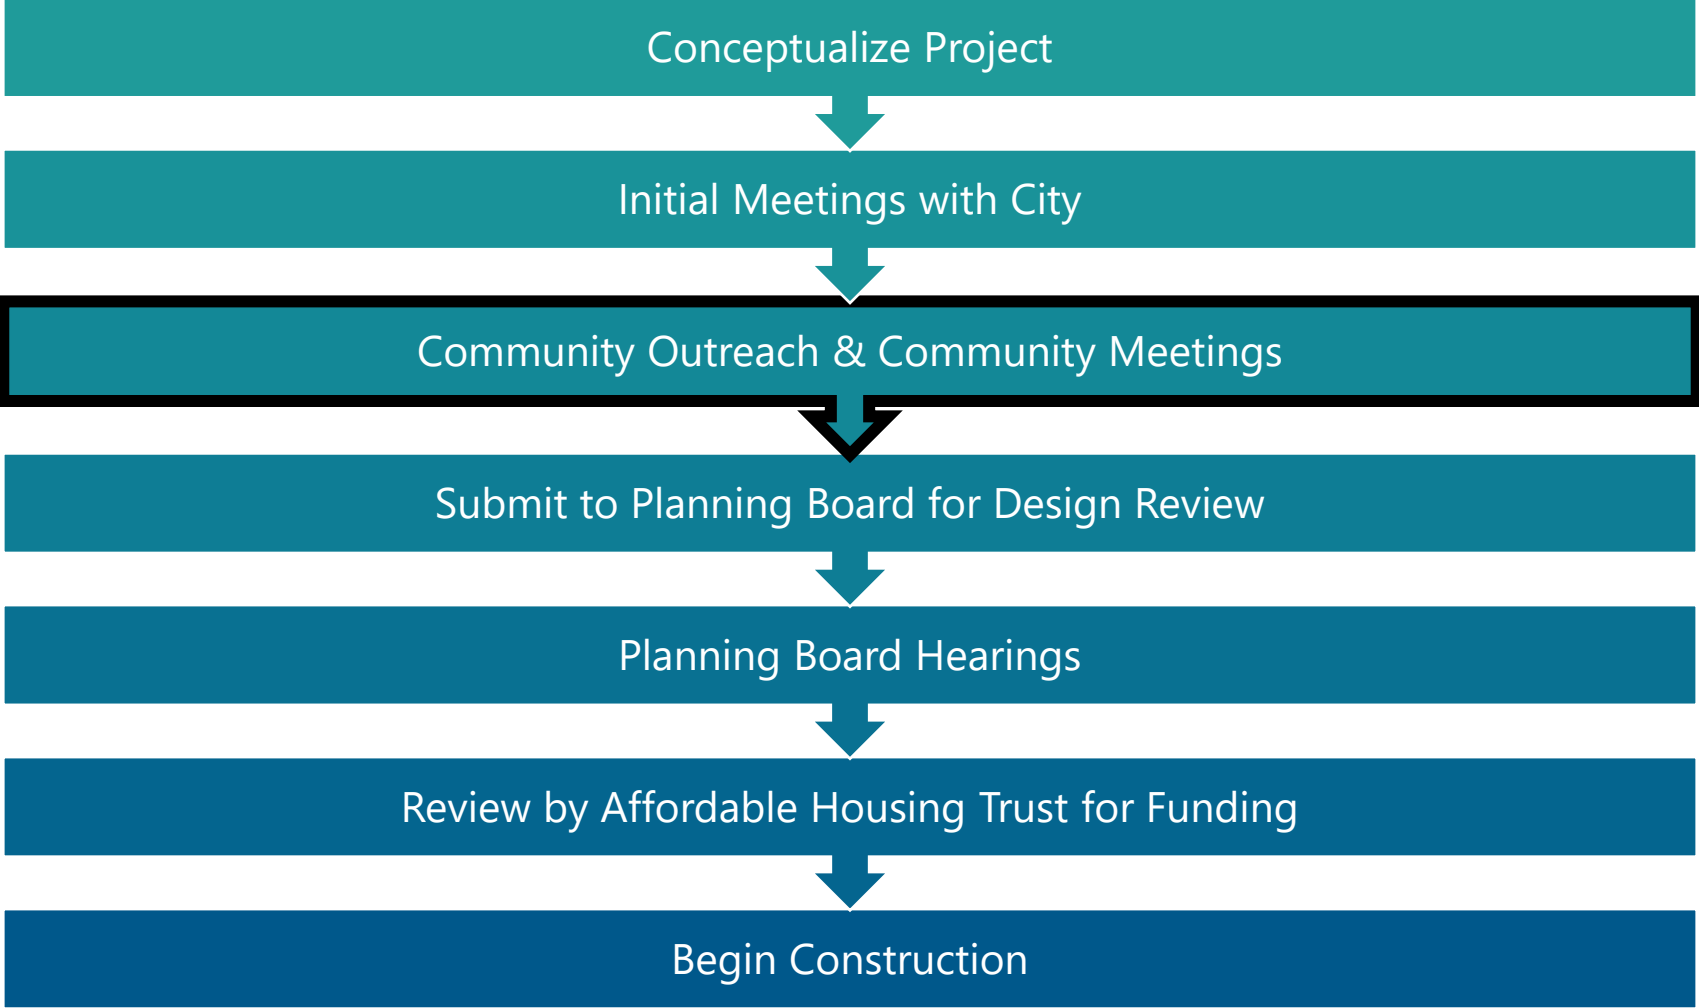 Conceptualize Project
Initial Meetings with City
Community Outreach & Community Meetings
Submit to Planning Board for Design Review
Planning Board Hearings
Review by Affordable Housing Trust for Funding
Begin Construction